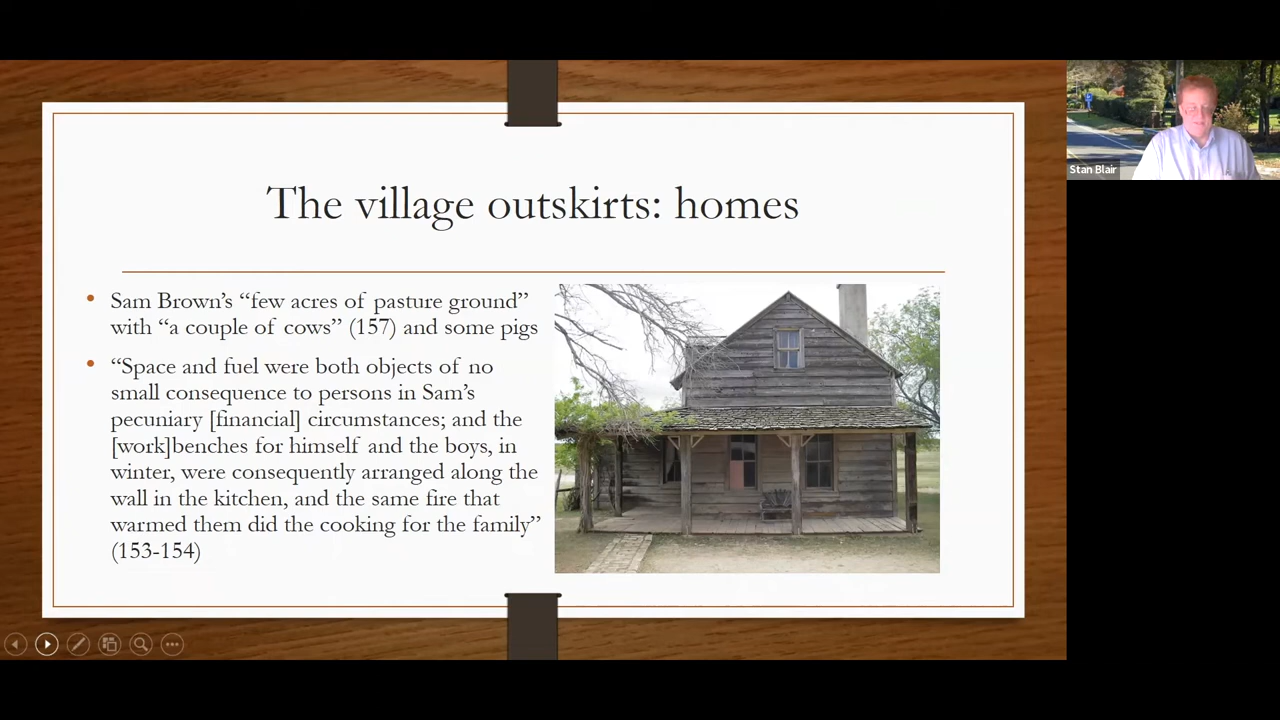 The village outskirts: homes
• Sam Brown’s “few acres of pasture ground”
with “a couple of cows” (157) and some pigs
• “Space and fuel were both objects of no
small consequence to persons in Sam’s
pecuniary [financial] circumstances; and the
[work]benches for himself and the boys, in
winter, were consequently arranged along the
wall in the kitchen, and the same fire that
warmed them did the cooking for the family”
(153-154)
Stan Blair